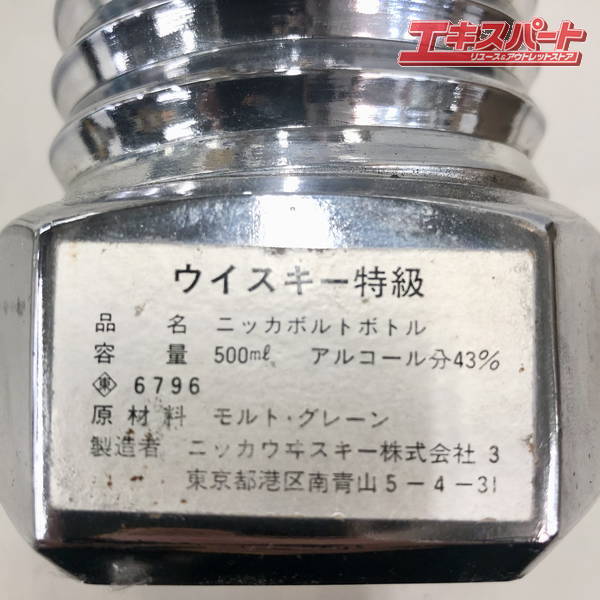 エキスパート
リユース&アウトレットストア
ウイスキー特級
品名 ニッカボルトボトル
容量 500mℓ アルコール分43%
東 6796
原材料 モルト・グレーン
製造者 ニッカウヰスキー株式会社 3
東京都港区南青山5-4-31